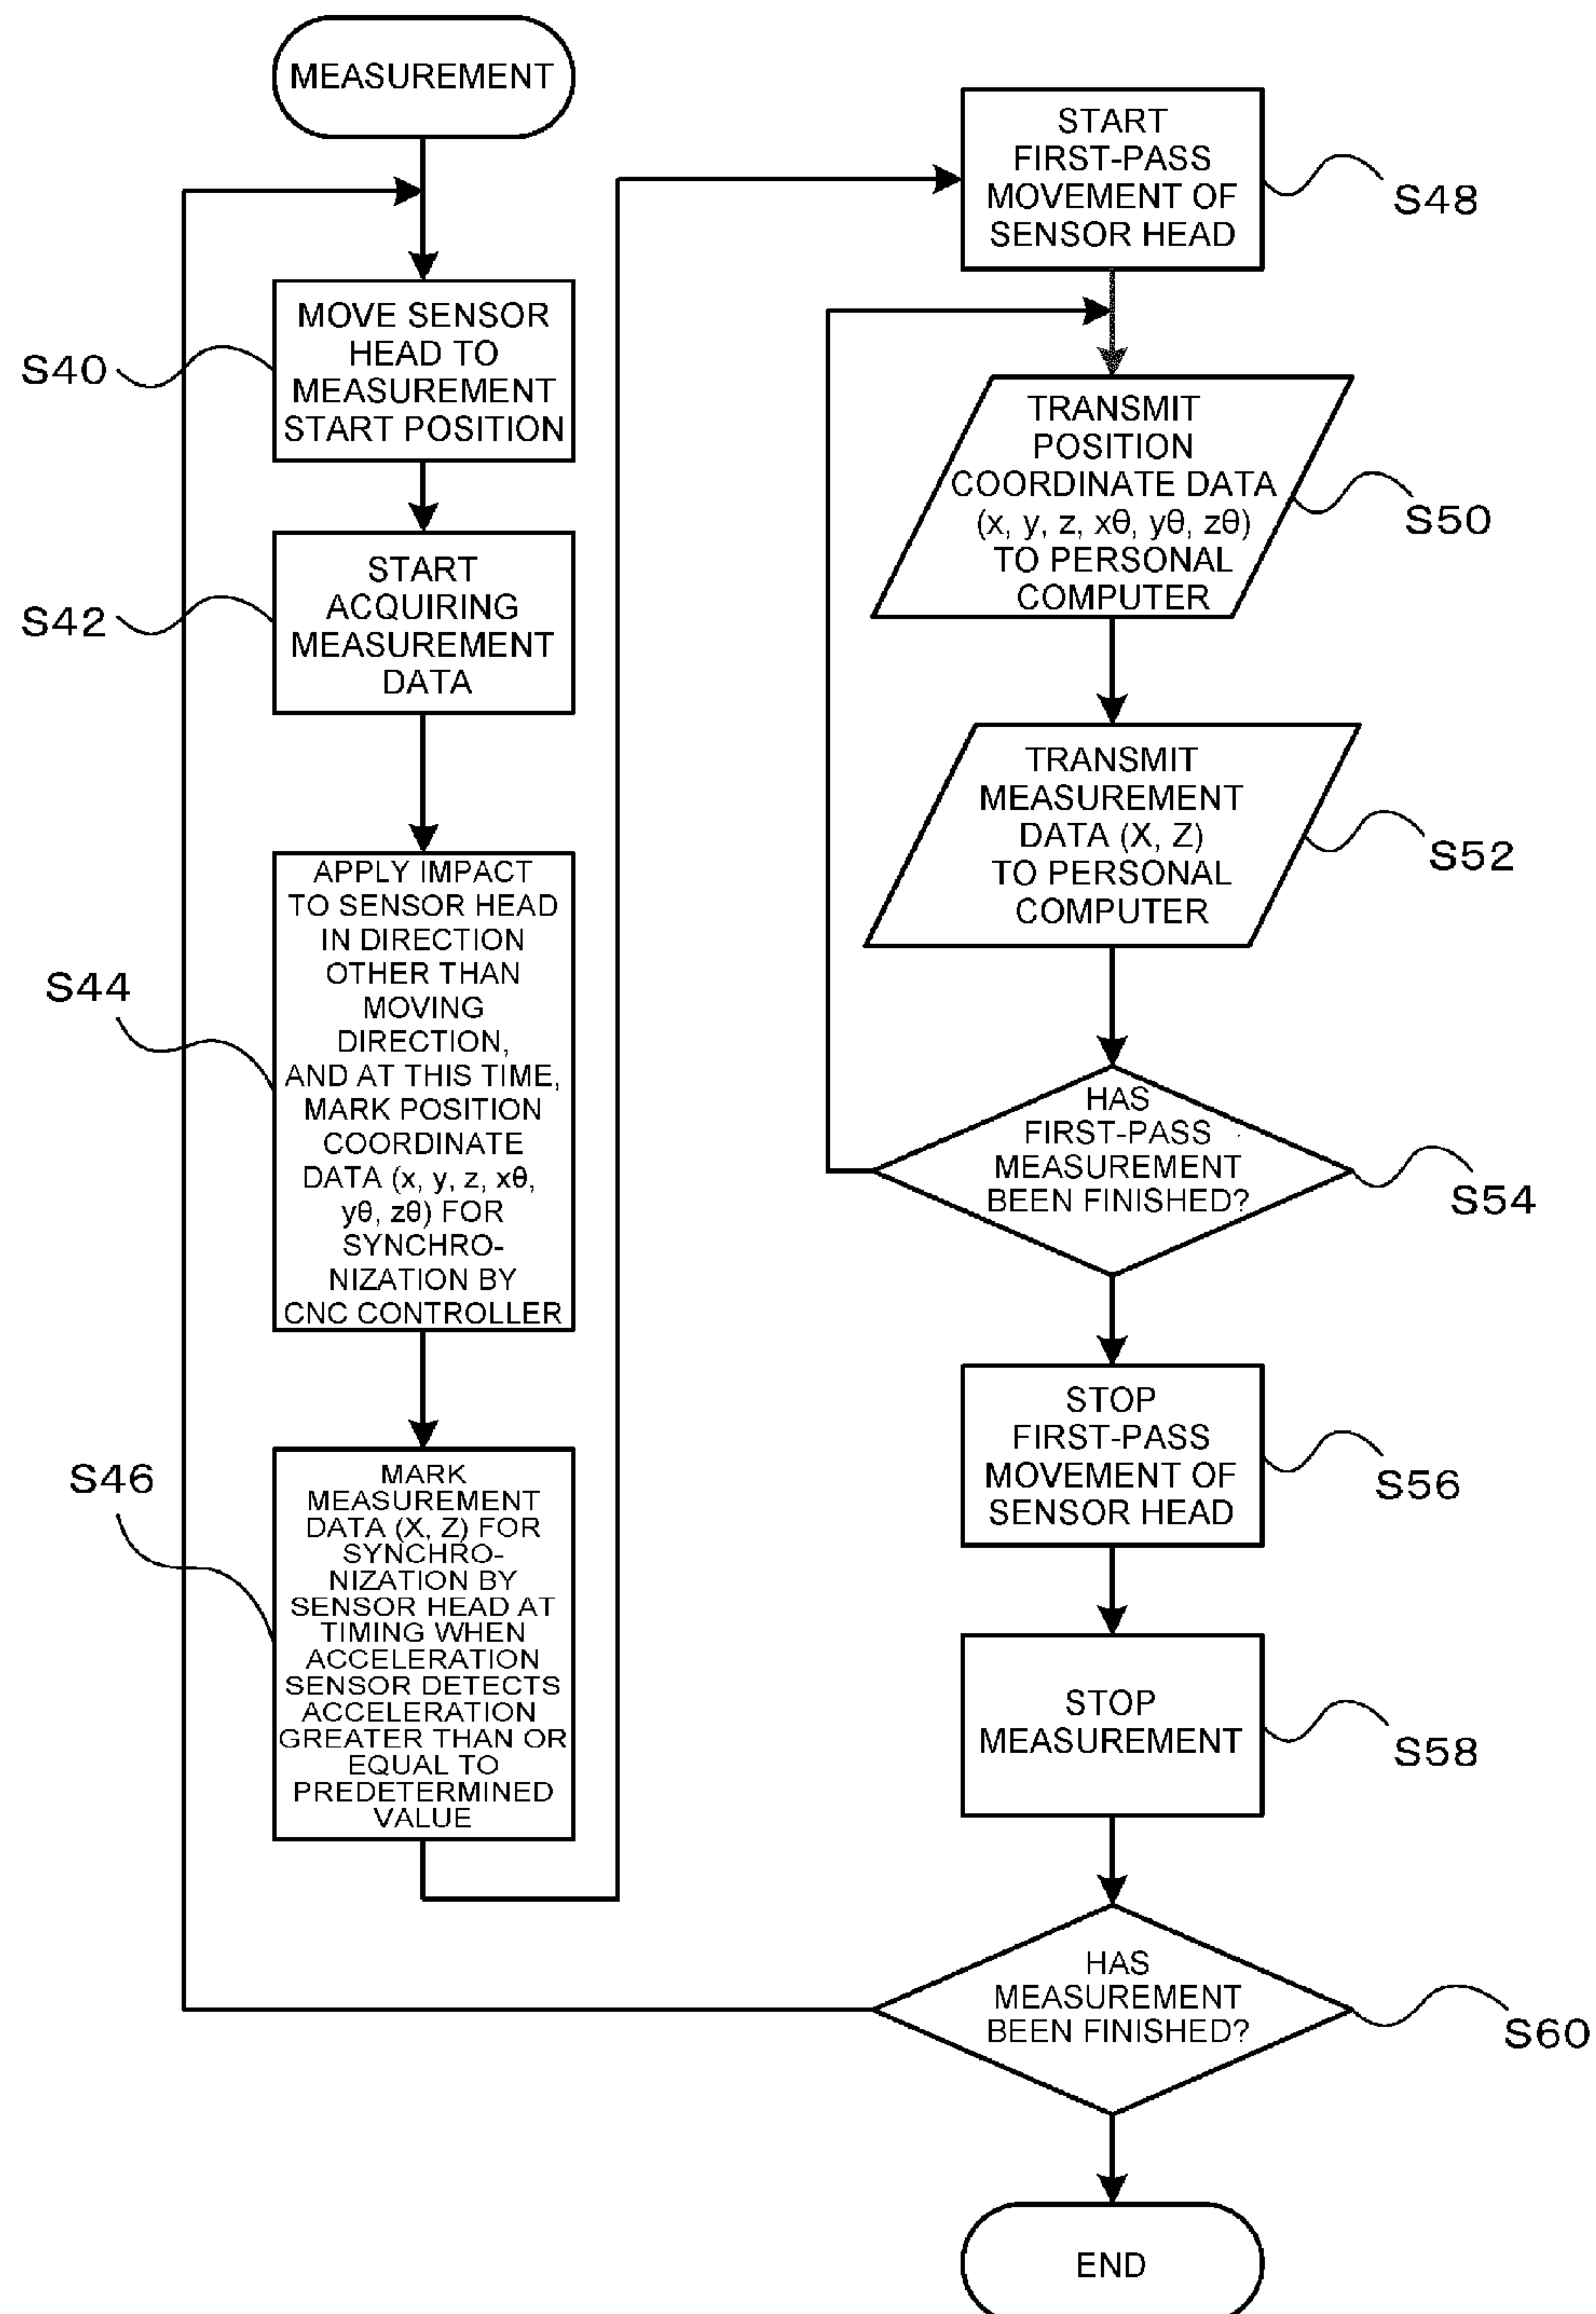 MEASUREMENT
S40
MOVE SENSOR
HEAD TO
MEASUREMENT
START POSITION
S42
START
ACQUIRING
MEASUREMENT
DATA
S44
APPLY IMPACT
TO SENSOR HEAD
IN DIRECTION
OTHER THAN
MOVING
DIRECTION,
AND AT THIS TIME,
MARK POSITION
COORDINATE
DATA (x, y, z, xθ,
yθ, zθ) FOR
SYNCHRO-
NIZATION BY
CNC CONTROLLER
S46
MARK
MEASUREMENT
DATA (X, Z) FOR
SYNCHRO-
NIZATION BY
SENSOR HEAD AT
TIMING WHEN
ACCELERATION
SENSOR DETECTS
ACCELERATION
GREATER THAN OR
EQUAL TO
PREDETERMINED
VALUE
START
FIRST-PASS
MOVEMENT OF
SENSOR HEAD
S48
TRANSMIT
POSITION
COORDINATE DATA
(x, y, z, xθ, yθ, zθ)
TO PERSONAL
COMPUTER
S50
TRANSMIT
MEASUREMENT
DATA (X, Z)
TO PERSONAL
COMPUTER
S52
HAS
FIRST-PASS
MEASUREMENT
BEEN FINISHED?
S54
STOP
FIRST-PASS
MOVEMENT OF
SENSOR HEAD
S56
STOP
MEASUREMENT
S58
HAS
MEASUREMENT
BEEN FINISHED?
S60
END